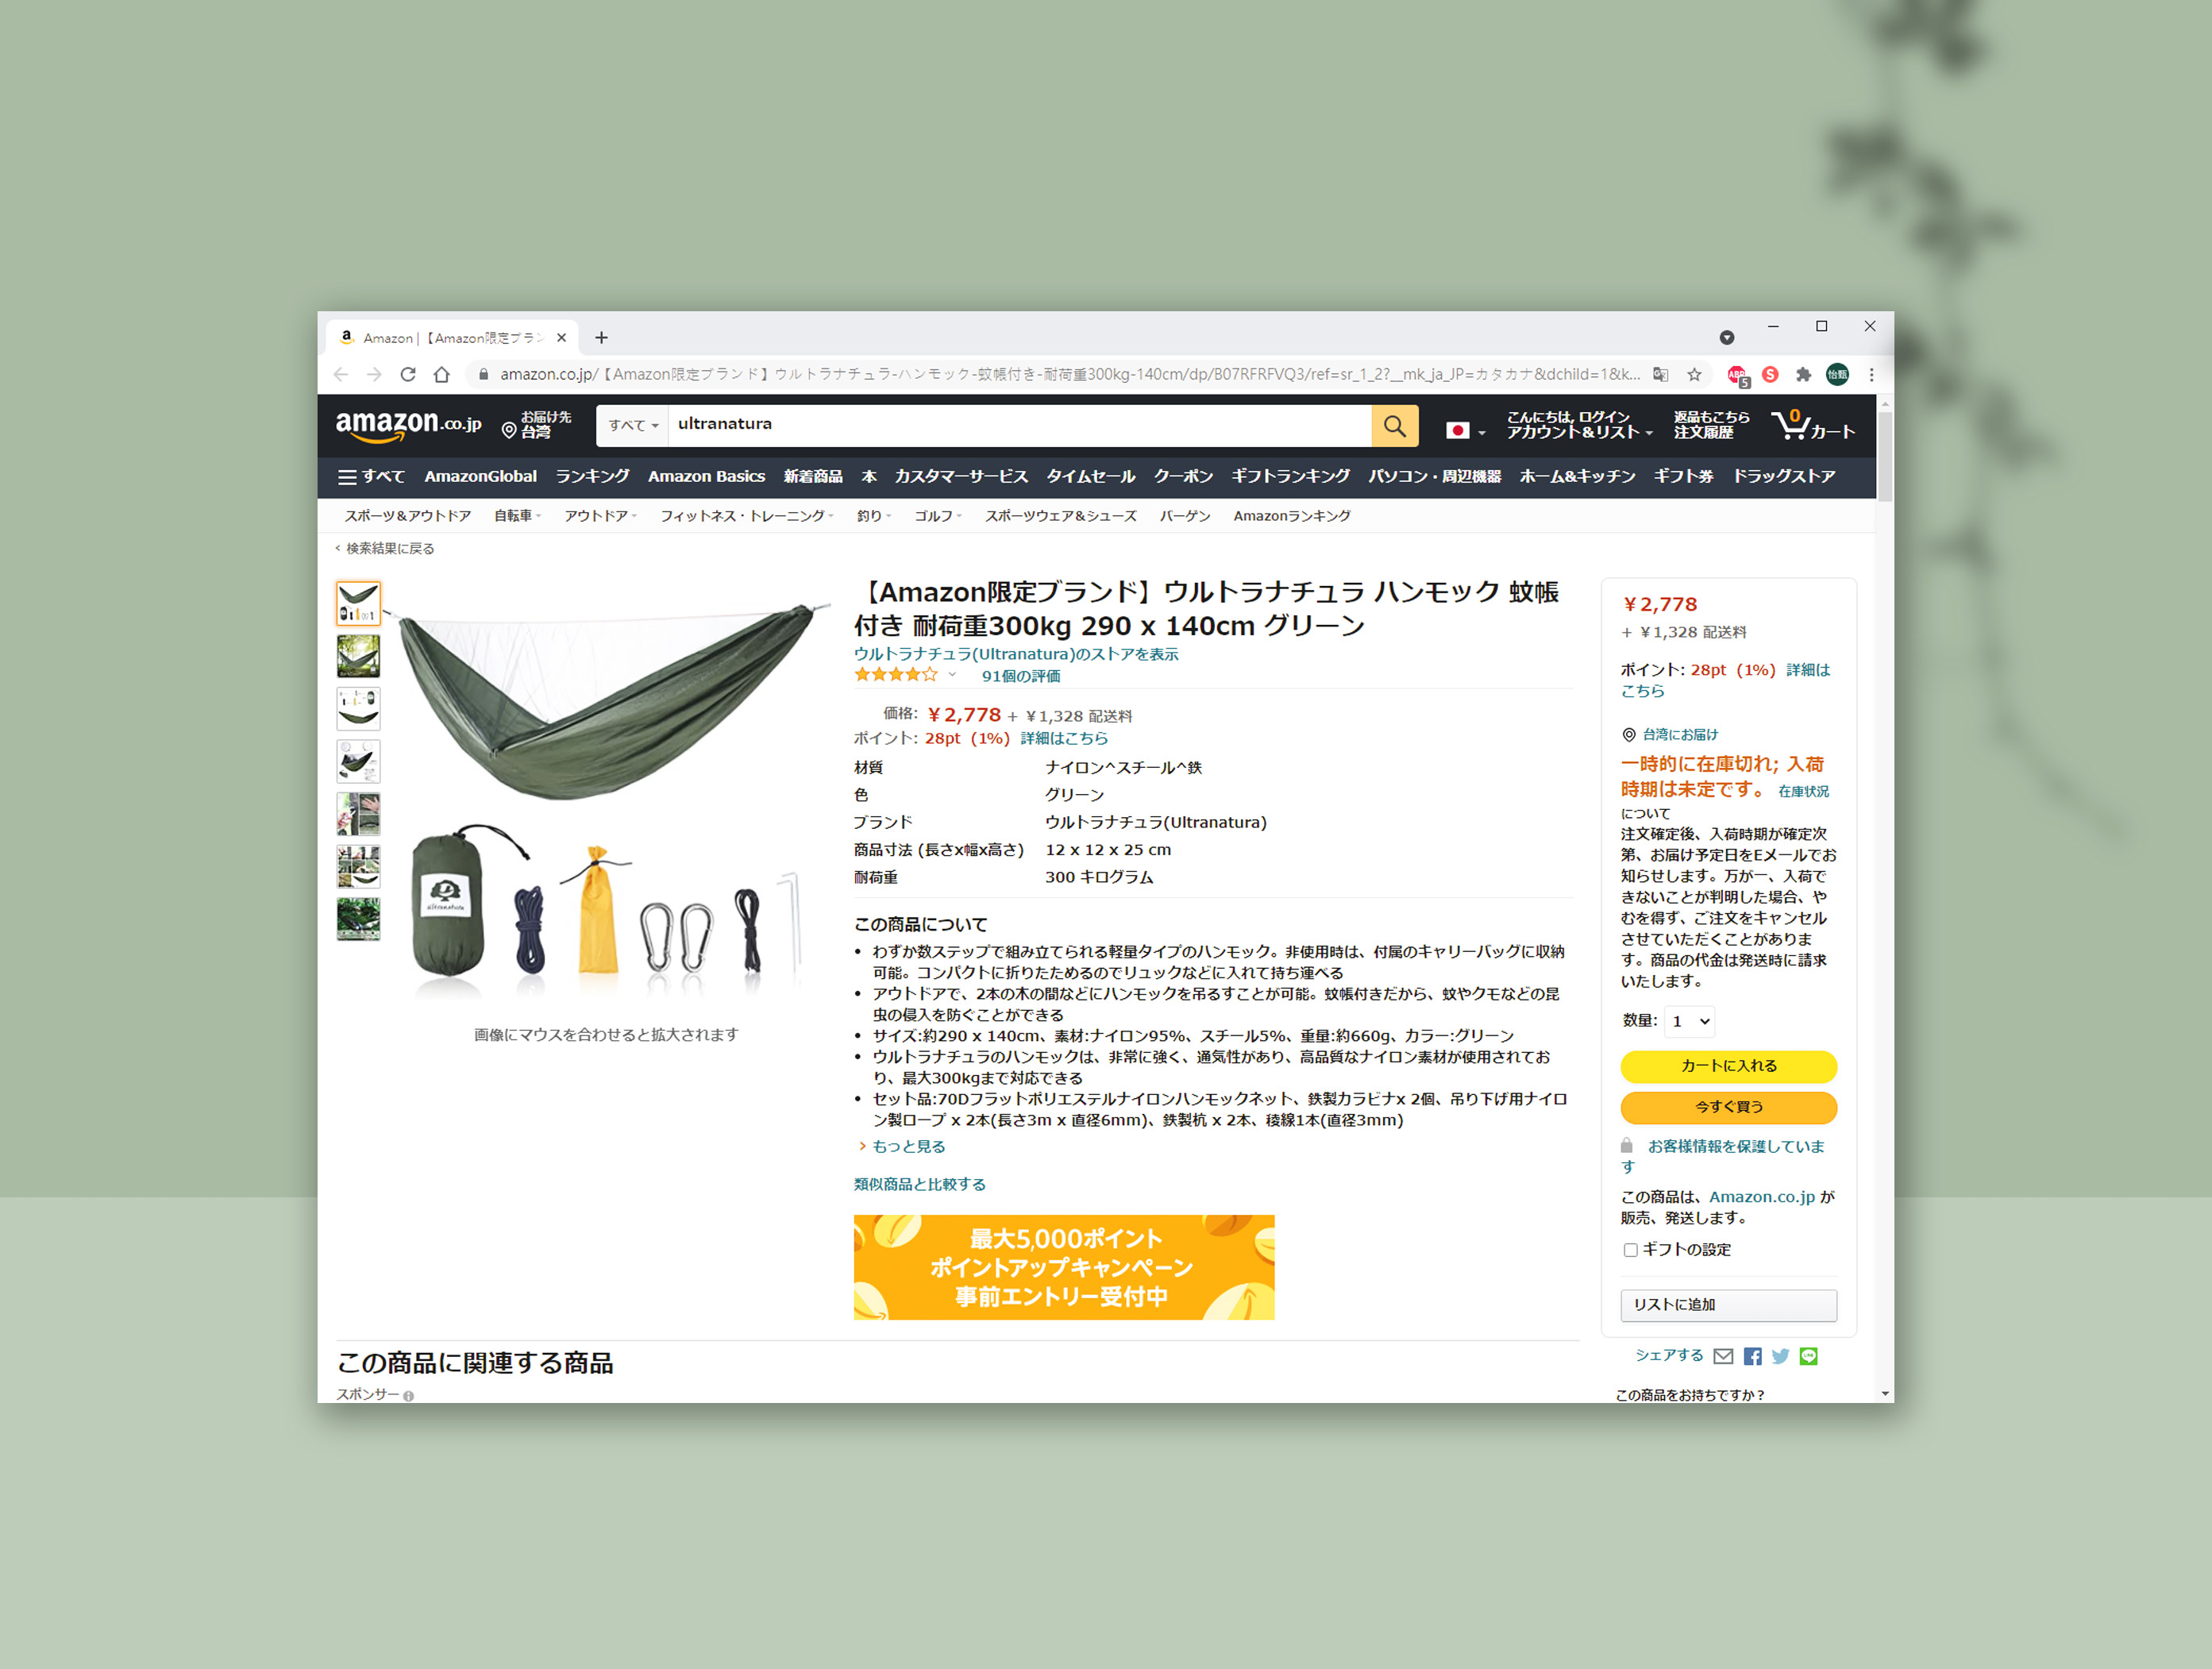 Amazon |【Amazon限定ブラン
amazon.co.jp/【Amazon限定ブランド】ウルトラナチュラ-ハンモック-蚊帳付き-耐荷重300kg-140cm/dp/B07RFRFVQ3/ref=sr_1_2?__mk_ja_JP=カタカナ&dchild=1&k...
ABP
5
S
怡甄
amazon.co.jp
お届け先
台湾
すべて
ultranatura
こんにちは, ログイン
アカウント&リスト
返品もこちら
注文履歴
0
カート
すべて AmazonGlobal ランキング Amazon Basics 新着商品 本 カスタマーサービス タイムセール クーポン ギフトランキング パソコン・周辺機器 ホーム&キッチン ギフト券 ドラッグストア
スポーツ&アウトドア 自転車 アウトドア フィットネス・トレーニング 釣り ゴルフ スポーツウェア&シューズ バーゲン Amazonランキング
‹ 検索結果に戻る
ultranatura
画像にマウスを合わせると拡大されます
【Amazon限定ブランド】ウルトラナチュラ ハンモック 蚊帳
付き 耐荷重300kg 290 x 140cm グリーン
ウルトラナチュラ(Ultranatura)のストアを表示
91個の評価
価格: ￥2,778 + ￥1,328 配送料
ポイント: 28pt (1%) 詳細はこちら
材質 ナイロン^スチール^鉄
色 グリーン
ブランド ウルトラナチュラ(Ultranatura)
商品寸法 (長さx幅x高さ) 12 x 12 x 25 cm
耐荷重 300 キログラム
この商品について
• わずか数ステップで組み立てられる軽量タイプのハンモック。非使用時は、付属のキャリーバッグに収納
可能。コンパクトに折りたためるのでリュックなどに入れて持ち運べる
• アウトドアで、2本の木の間などにハンモックを吊るすことが可能。蚊帳付きだから、蚊やクモなどの昆
虫の侵入を防ぐことができる
• サイズ:約290 x 140cm、素材:ナイロン95%、スチール5%、重量:約660g、カラー:グリーン
• ウルトラナチュラのハンモックは、非常に強く、通気性があり、高品質なナイロン素材が使用されてお
り、最大300kgまで対応できる
• セット品:70Dフラットポリエステルナイロンハンモックネット、鉄製カラビナx 2個、吊り下げ用ナイロ
ン製ロープ x 2本(長さ3m x 直径6mm)、鉄製杭 x 2本、稜線1本(直径3mm)
› もっと見る
類似商品と比較する
最大5,000ポイント
ポイントアップキャンペーン
事前エントリー受付中
￥2,778
+ ￥1,328 配送料
ポイント: 28pt (1%) 詳細は
こちら
台湾にお届け
一時的に在庫切れ; 入荷
時期は未定です。 在庫状況
について
注文確定後、入荷時期が確定次
第、お届け予定日をEメールでお
知らせします。万が一、入荷で
きないことが判明した場合、や
むを得ず、ご注文をキャンセル
させていただくことがありま
す。商品の代金は発送時に請求
いたします。
数量: 1
カートに入れる
今すぐ買う
お客様情報を保護していま
す
この商品は、Amazon.co.jp が
販売、発送します。
ギフトの設定
リストに追加
シェアする
この商品をお持ちですか？
この商品に関連する商品
スポンサー